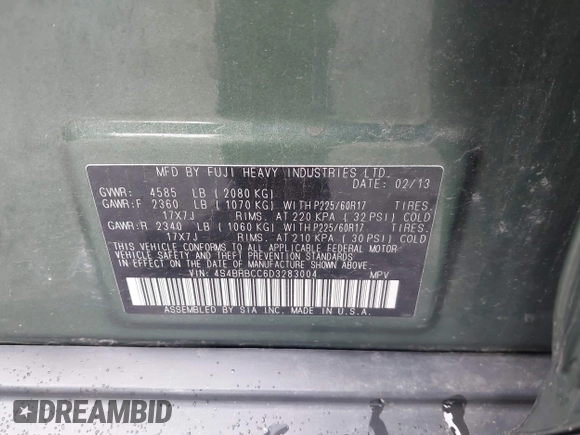 MFD BY FUJI HEAVY INDUSTRIES LTD.
DATE: 02/13
GVWR: 4585 LB (2080 KG)
GAWR:F 2360 LB (1070 KG) WITH P225/60R17 TIRES.
17X7J RIMS. AT 220 KPA (32 PSI) COLD
GAWR:R 2340 LB (1060 KG) WITH P225/60R17 TIRES.
17X7J RIMS. AT 210 KPA (30 PSI) COLD
THIS VEHICLE CONFORMS TO ALL APPLICABLE FEDERAL MOTOR
VEHICLE SAFETY AND THEFT PREVENTION STANDARDS
IN EFFECT ON THE DATE OF MANUFACTURE SHOWN ABOVE.
VIN: 4S4BRBCC6D3283004 MPV
ASSEMBLED BY SIA INC. MADE IN U.S.A.
DREAMBID